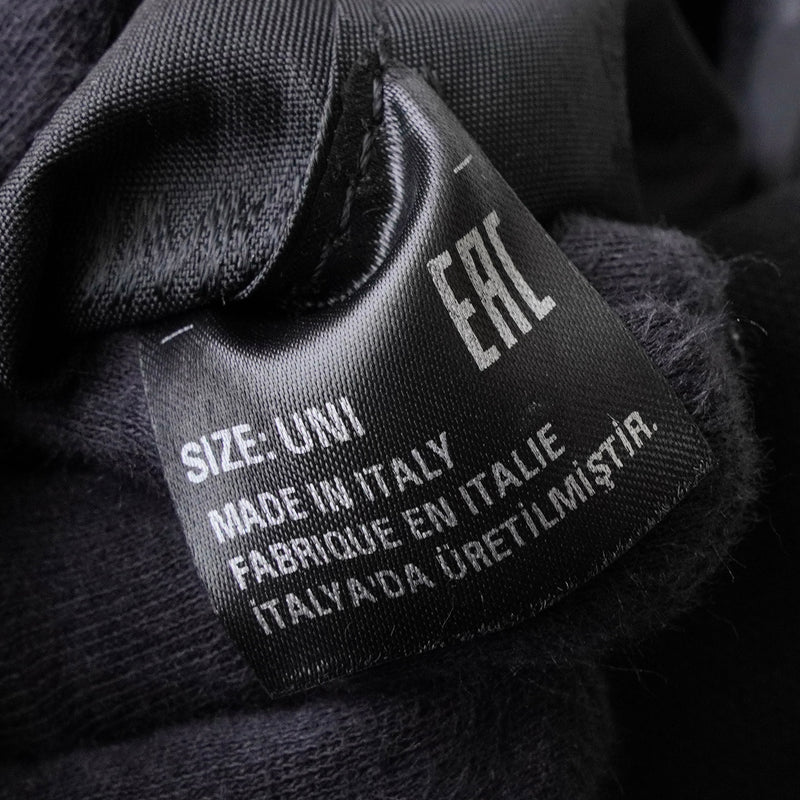 EAC
SIZE: UNI
MADE IN ITALY
FABRIQUE EN ITALIE
İTALYA'DA ÜRETİLMİŞTİR.